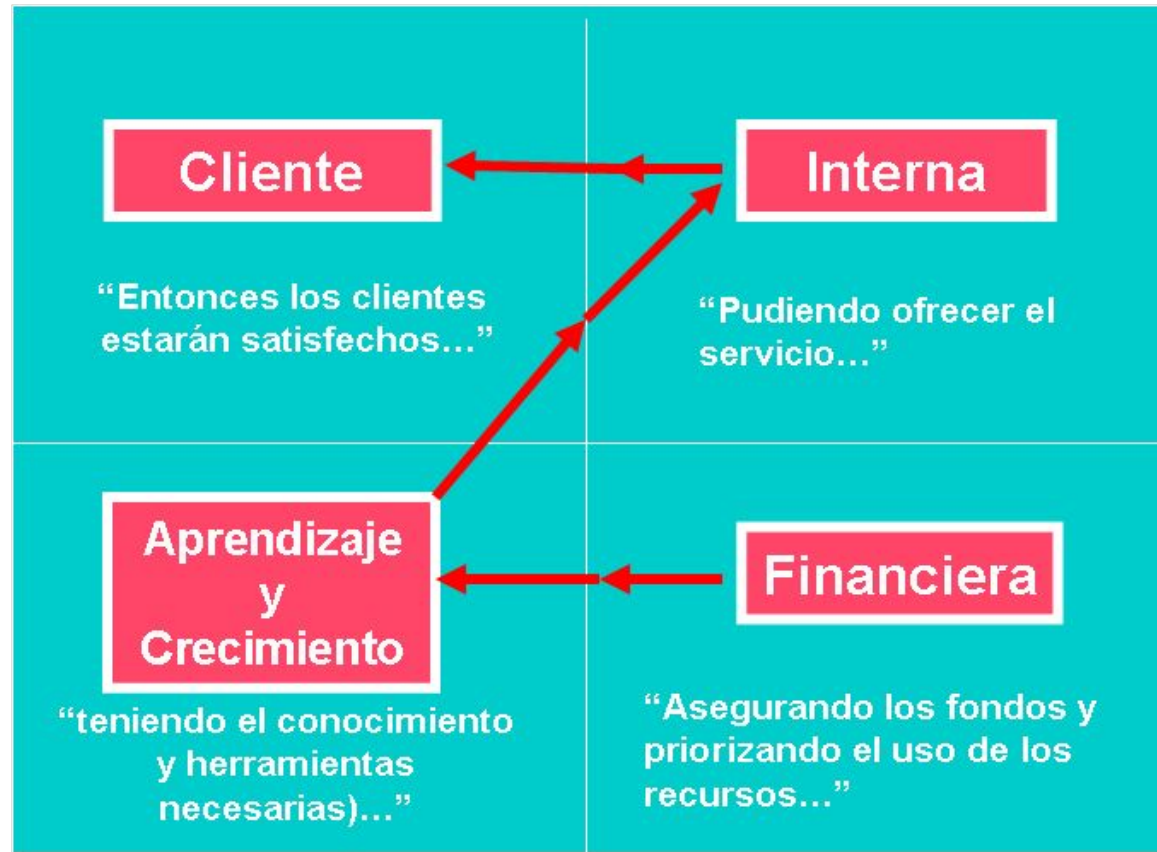 Cliente
Interna
“Entonces los clientes
estarán satisfechos…”
“Pudiendo ofrecer el
servicio…”
Aprendizaje
y
Crecimiento
Financiera
“teniendo el conocimiento
y herramientas
necesarias)…”
“Asegurando los fondos y
priorizando el uso de los
recursos…”